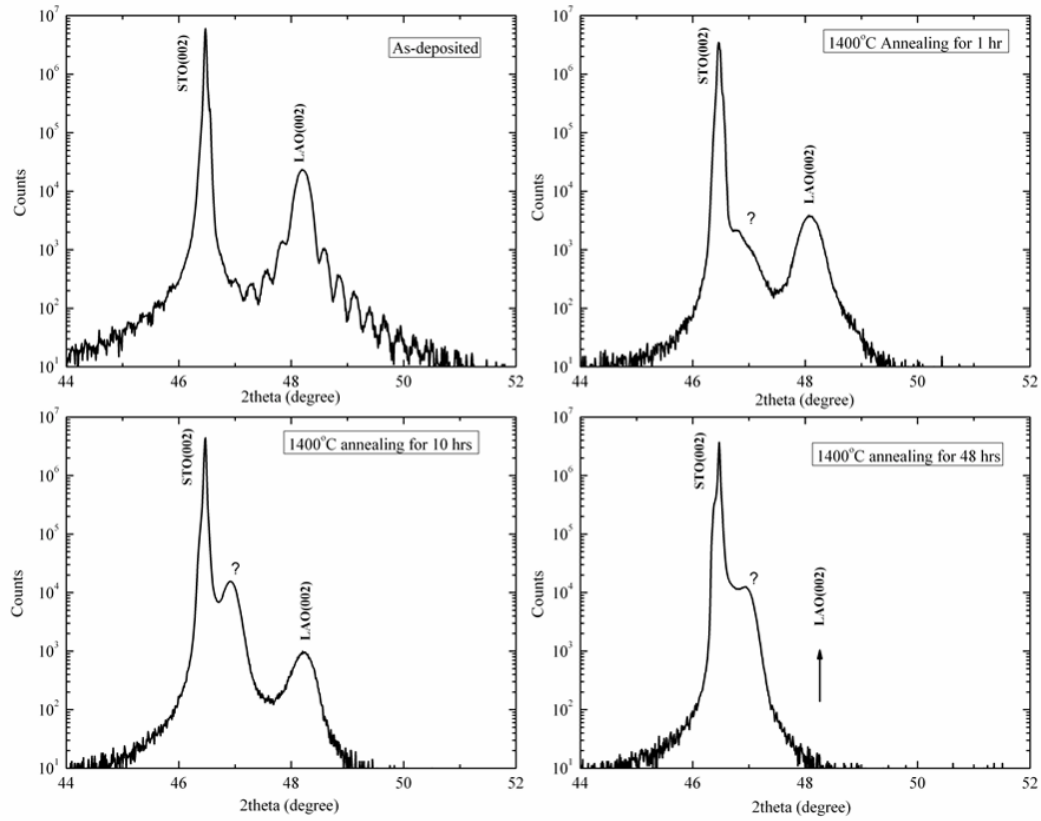 10^7
10^6
10^5
10^4
10^3
10^2
10^1
Counts
STO(002)
LAO(002)
As-deposited
44 46 48 50 52
2theta (degree)
10^7
10^6
10^5
10^4
10^3
10^2
10^1
Counts
STO(002)
?
LAO(002)
1400°C Annealing for 1 hr
44 46 48 50 52
2theta (degree)
10^7
10^6
10^5
10^4
10^3
10^2
10^1
Counts
STO(002)
?
LAO(002)
1400°C annealing for 10 hrs
44 46 48 50 52
2theta (degree)
10^7
10^6
10^5
10^4
10^3
10^2
10^1
Counts
STO(002)
?
LAO(002)
1400°C annealing for 48 hrs
44 46 48 50 52
2theta (degree)